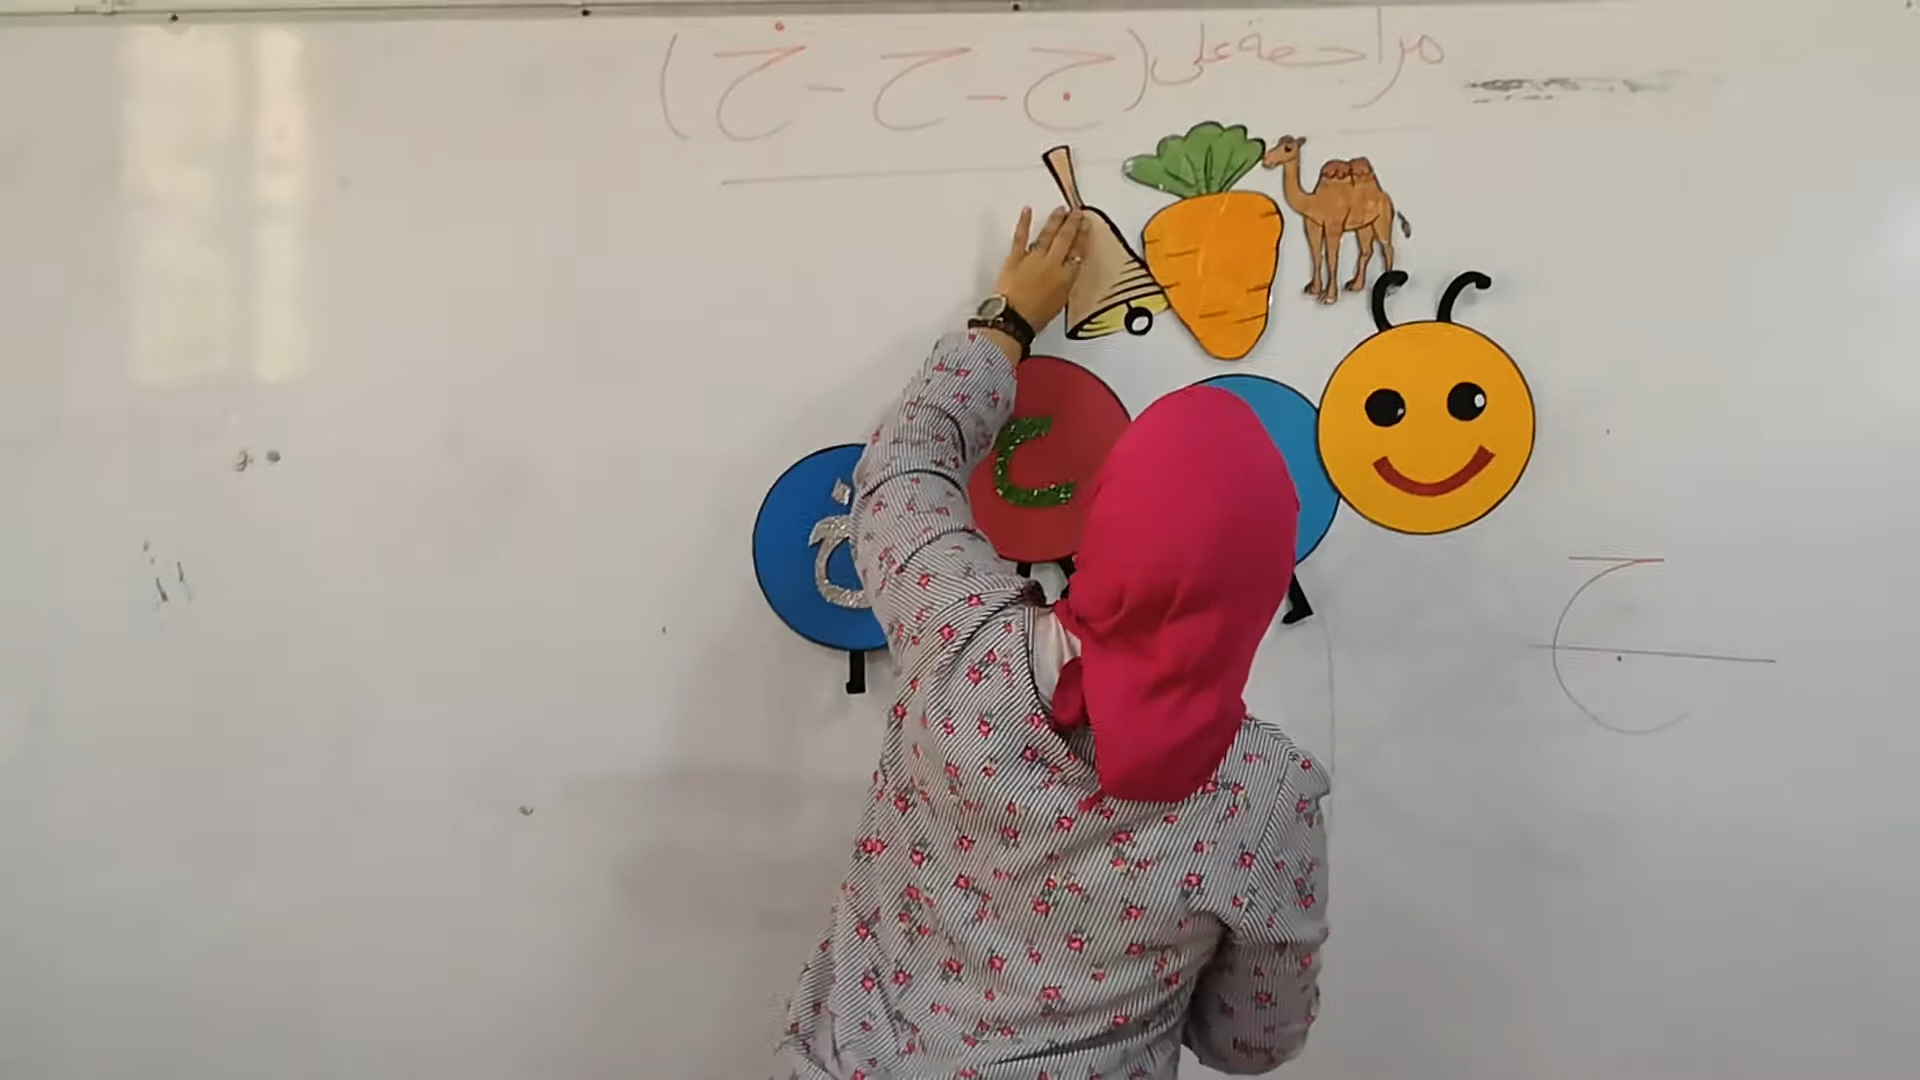 مراجعة على (ج - ح - خ)
ح
خ
ج